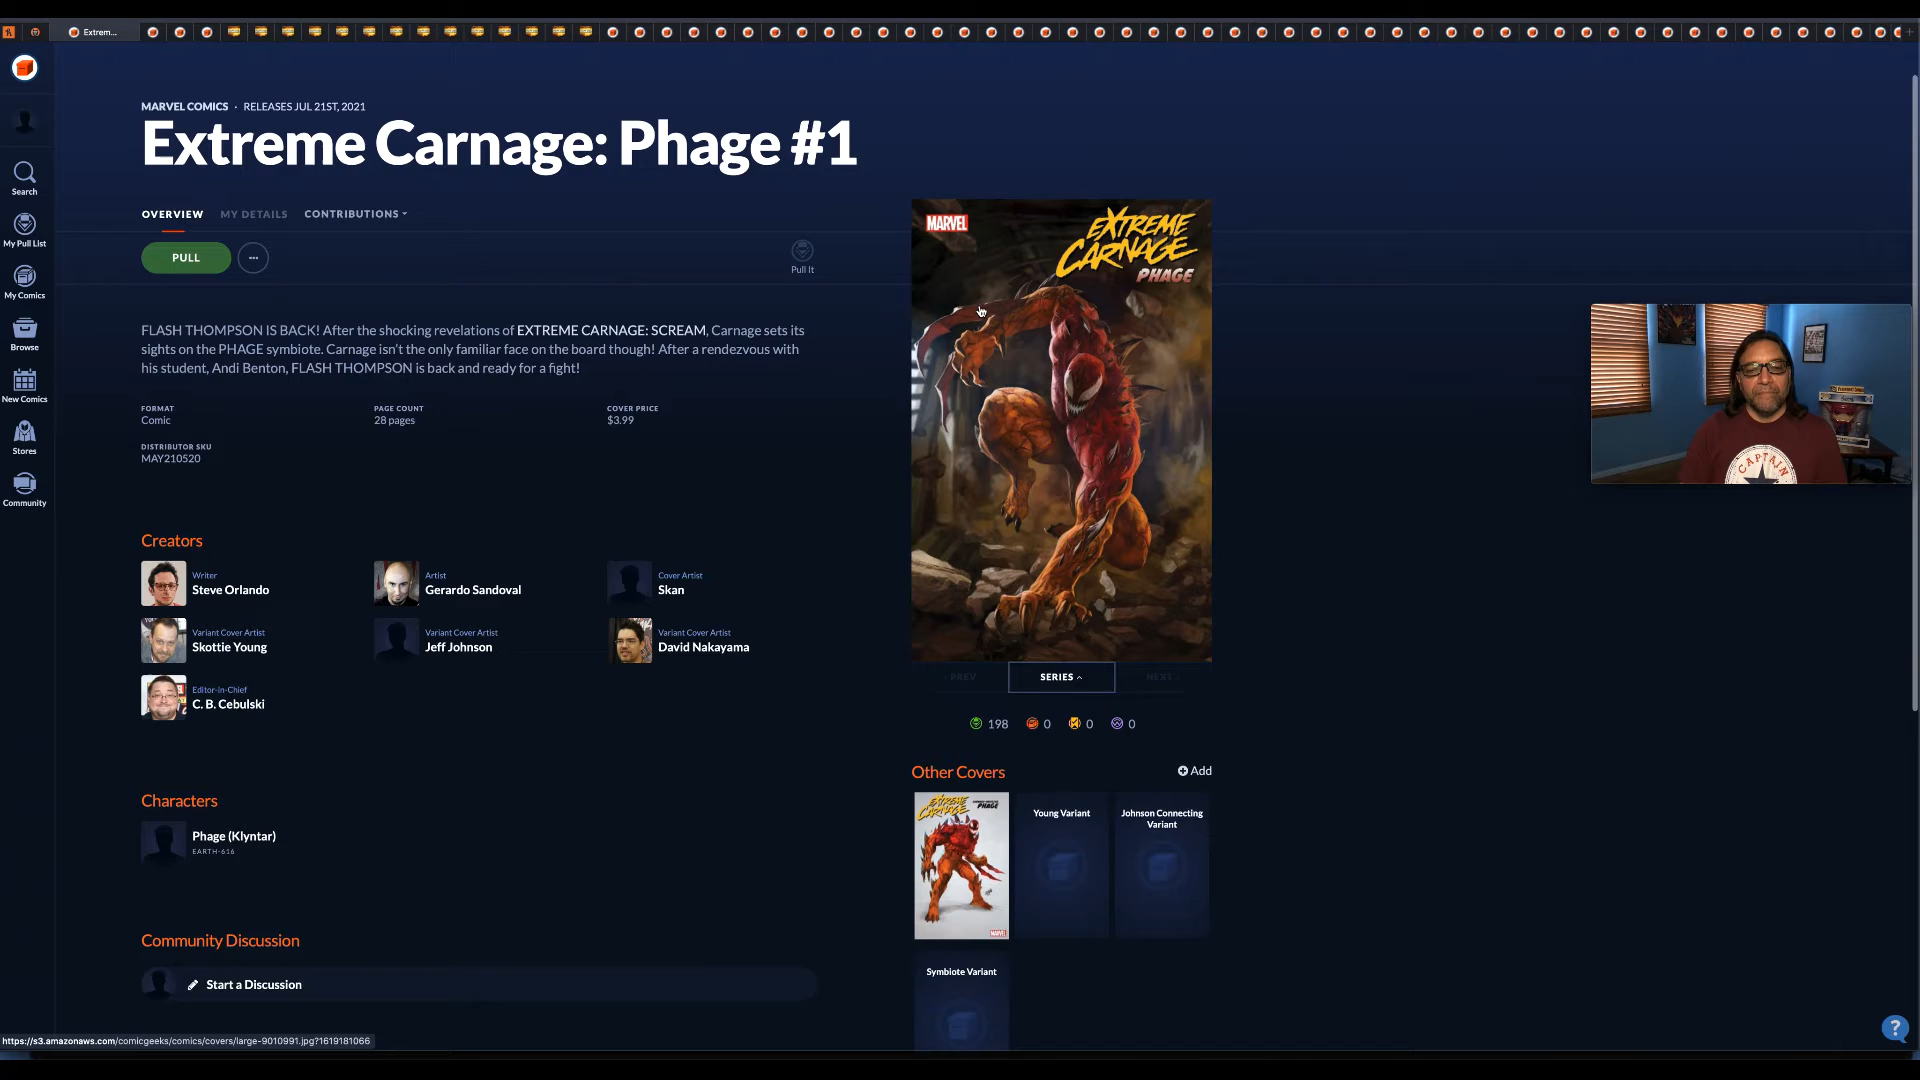 Extrem...
MARVEL COMICS · RELEASES JUL 21ST, 2021
Extreme Carnage: Phage #1
Search
My Pull List
My Comics
Browse
New Comics
Stores
Community
OVERVIEW MY DETAILS CONTRIBUTIONS
PULL
Pull It
FLASH THOMPSON IS BACK! After the shocking revelations of EXTREME CARNAGE: SCREAM, Carnage sets its
sights on the PHAGE symbiote. Carnage isn't the only familiar face on the board though! After a rendezvous with
his student, Andi Benton, FLASH THOMPSON is back and ready for a fight!
FORMAT
Comic
PAGE COUNT
28 pages
COVER PRICE
$3.99
DISTRIBUTOR SKU
MAY210520
Creators
Writer
Steve Orlando
Artist
Gerardo Sandoval
Cover Artist
Skan
Variant Cover Artist
Skottie Young
Variant Cover Artist
Jeff Johnson
Variant Cover Artist
David Nakayama
Editor-in-Chief
C. B. Cebulski
Characters
Phage (Klyntar)
EARTH-616
Community Discussion
Start a Discussion
MARVEL
EXTREME
CARNAGE
PHAGE
‹ PREV
SERIES
NEXT ›
198 0 0 0
Other Covers
Add
EXTREME
CARNAGE
PHAGE
MARVEL
Young Variant
Johnson Connecting
Variant
Symbiote Variant
CAPTAIN
?
https://s3.amazonaws.com/comicgeeks/comics/covers/large-9010991.jpg?1619181066